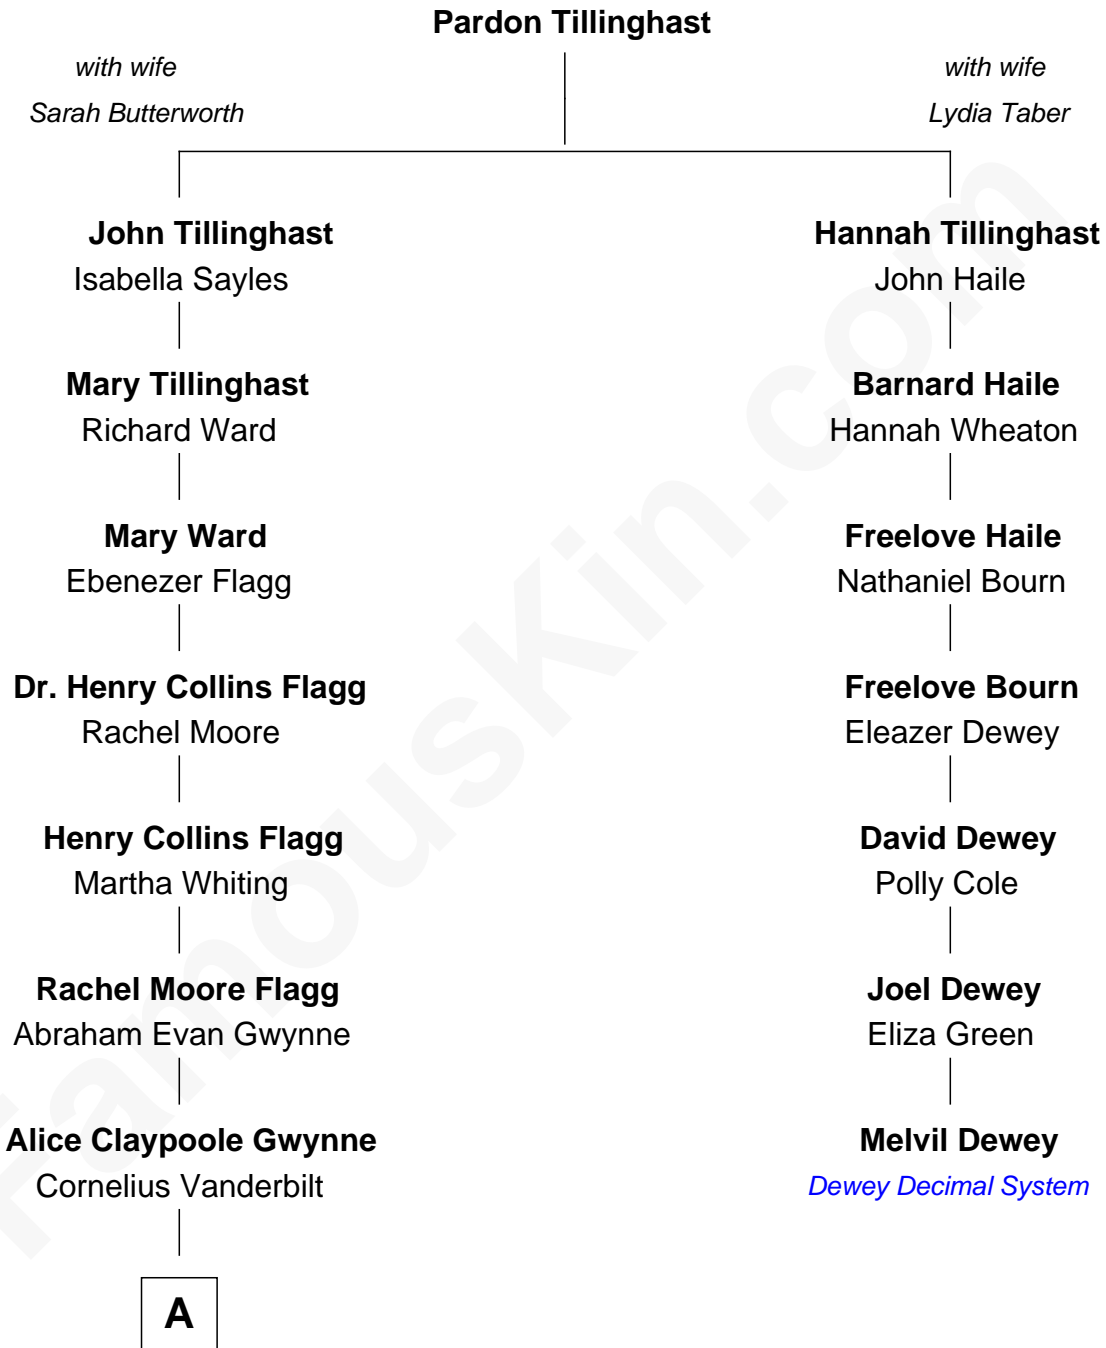 Pardon Tillinghast
with wife
Sarah Butterworth
with wife
Lydia Taber
John Tillinghast
Isabella Sayles
Hannah Tillinghast
John Haile
Mary Tillinghast
Richard Ward
Barnard Haile
Hannah Wheaton
Mary Ward
Ebenezer Flagg
Freelove Haile
Nathaniel Bourn
Dr. Henry Collins Flagg
Rachel Moore
Freelove Bourn
Eleazer Dewey
Henry Collins Flagg
Martha Whiting
David Dewey
Polly Cole
Rachel Moore Flagg
Abraham Evan Gwynne
Joel Dewey
Eliza Green
Alice Claypoole Gwynne
Cornelius Vanderbilt
Melvil Dewey
Dewey Decimal System
A
FamousKin.com